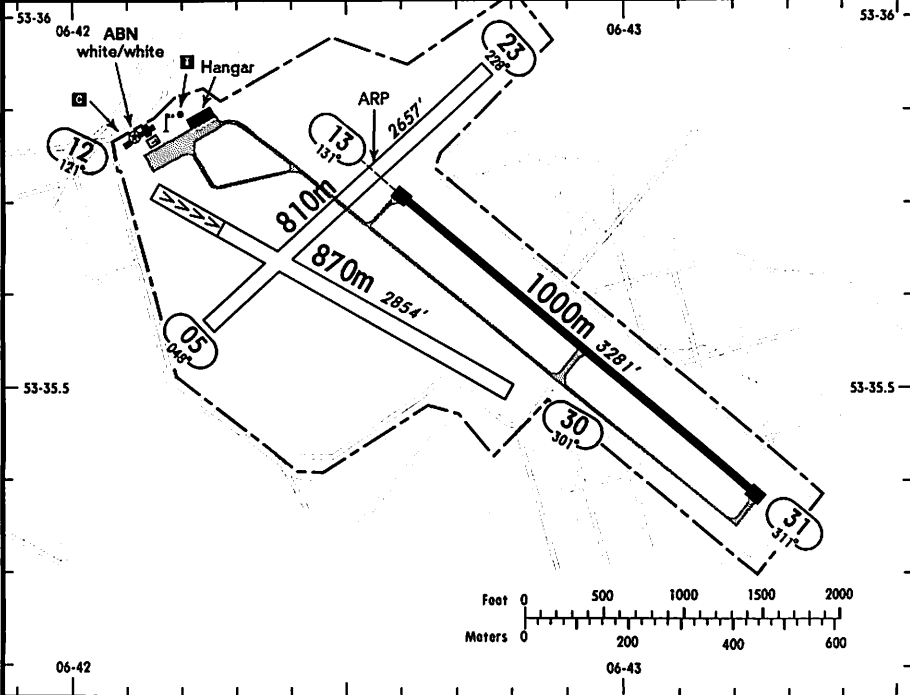 53-36
53-36
06-42
06-43
ABN
white/white
I
Hangar
C
23
228°
12
121°
13
131°
ARP
2657'
810m
870m
2854'
1000m
3281'
05
048°
53-35.5
53-35.5
30
301°
31
311°
Feet 0 500 1000 1500 2000
Meters 0 200 400 600
06-42
06-43